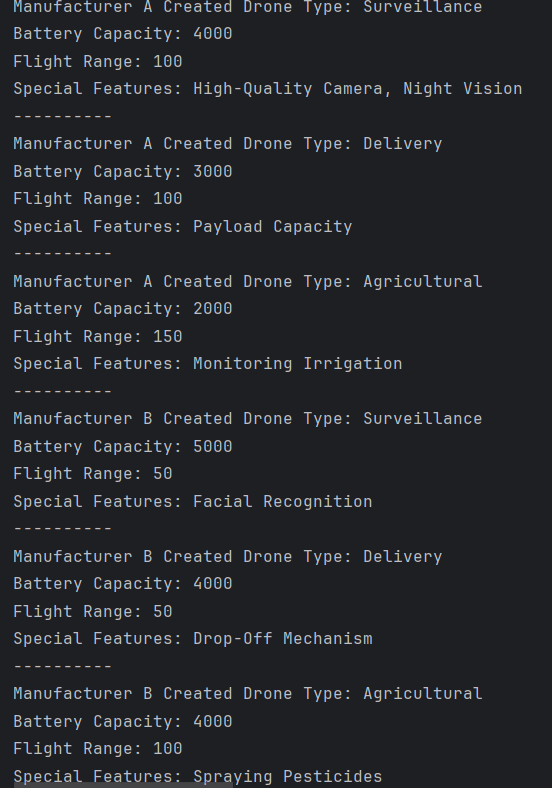 Manufacturer A Created Drone Type: Surveillance
Battery Capacity: 4000
Flight Range: 100
Special Features: High-Quality Camera, Night Vision
----------
Manufacturer A Created Drone Type: Delivery
Battery Capacity: 3000
Flight Range: 100
Special Features: Payload Capacity
----------
Manufacturer A Created Drone Type: Agricultural
Battery Capacity: 2000
Flight Range: 150
Special Features: Monitoring Irrigation
----------
Manufacturer B Created Drone Type: Surveillance
Battery Capacity: 5000
Flight Range: 50
Special Features: Facial Recognition
----------
Manufacturer B Created Drone Type: Delivery
Battery Capacity: 4000
Flight Range: 50
Special Features: Drop-Off Mechanism
----------
Manufacturer B Created Drone Type: Agricultural
Battery Capacity: 4000
Flight Range: 100
Special Features: Spraying Pesticides